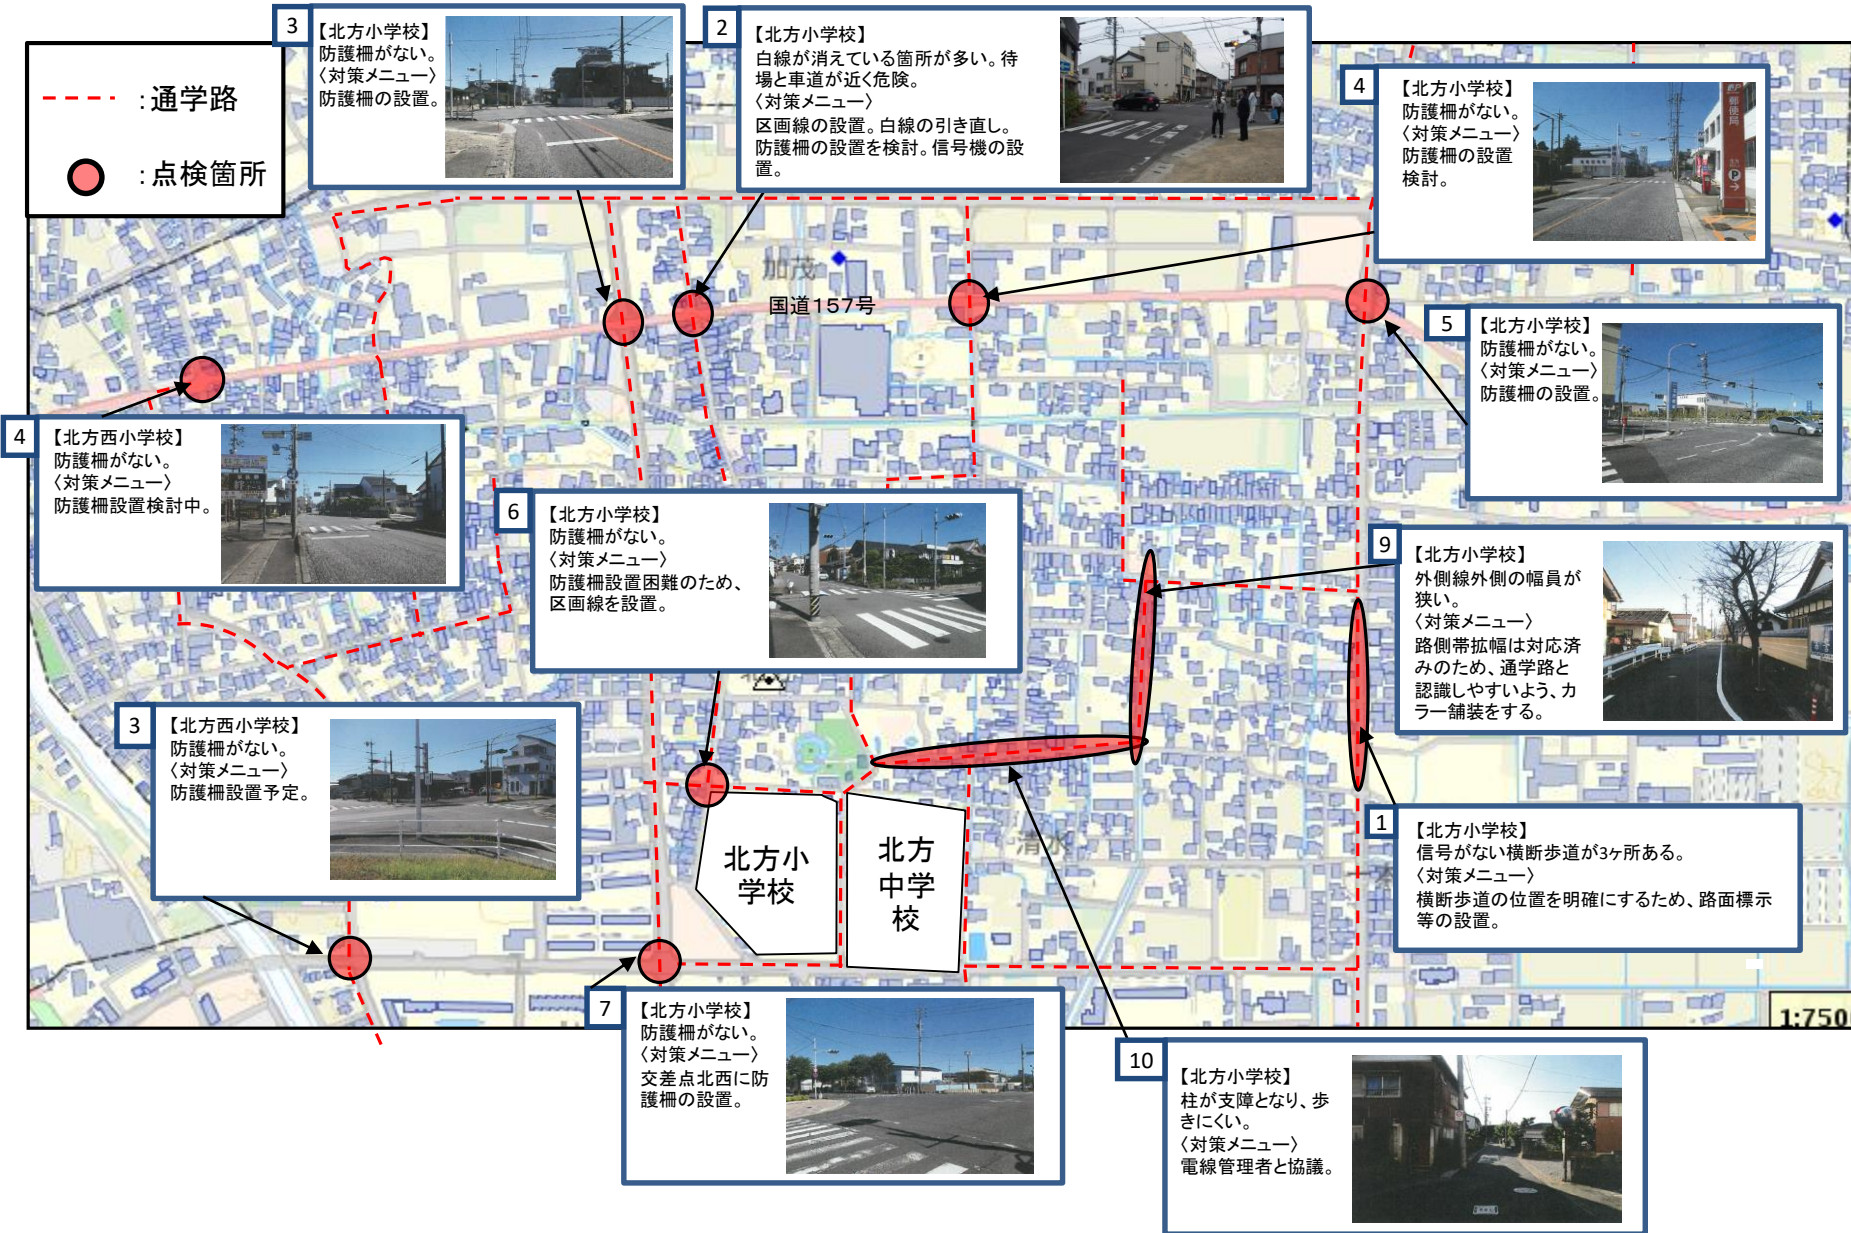 ：通学路
：点検箇所
3
【北方小学校】
防護柵がない。
〈対策メニュー〉
防護柵の設置。
2
【北方小学校】
白線が消えている箇所が多い。待
場と車道が近く危険。
〈対策メニュー〉
区画線の設置。白線の引き直し。
防護柵の設置を検討。信号機の設
置。
4
【北方小学校】
防護柵がない。
〈対策メニュー〉
防護柵の設置
検討。
郵便局
P
加茂
国道157号
5
【北方小学校】
防護柵がない。
〈対策メニュー〉
防護柵の設置。
4
【北方西小学校】
防護柵がない。
〈対策メニュー〉
防護柵設置検討中。
6
【北方小学校】
防護柵がない。
〈対策メニュー〉
防護柵設置困難のため、
区画線を設置。
9
【北方小学校】
外側線外側の幅員が
狭い。
〈対策メニュー〉
路側帯拡幅は対応済
みのため、通学路と
認識しやすいよう、カ
ラー舗装をする。
3
【北方西小学校】
防護柵がない。
〈対策メニュー〉
防護柵設置予定。
1
【北方小学校】
信号がない横断歩道が3ヶ所ある。
〈対策メニュー〉
横断歩道の位置を明確にするため、路面標示
等の設置。
北方小
学校
北方
中学
校
清水
7
【北方小学校】
防護柵がない。
〈対策メニュー〉
交差点北西に防
護柵の設置。
10
【北方小学校】
柱が支障となり、歩
きにくい。
〈対策メニュー〉
電線管理者と協議。
1:750